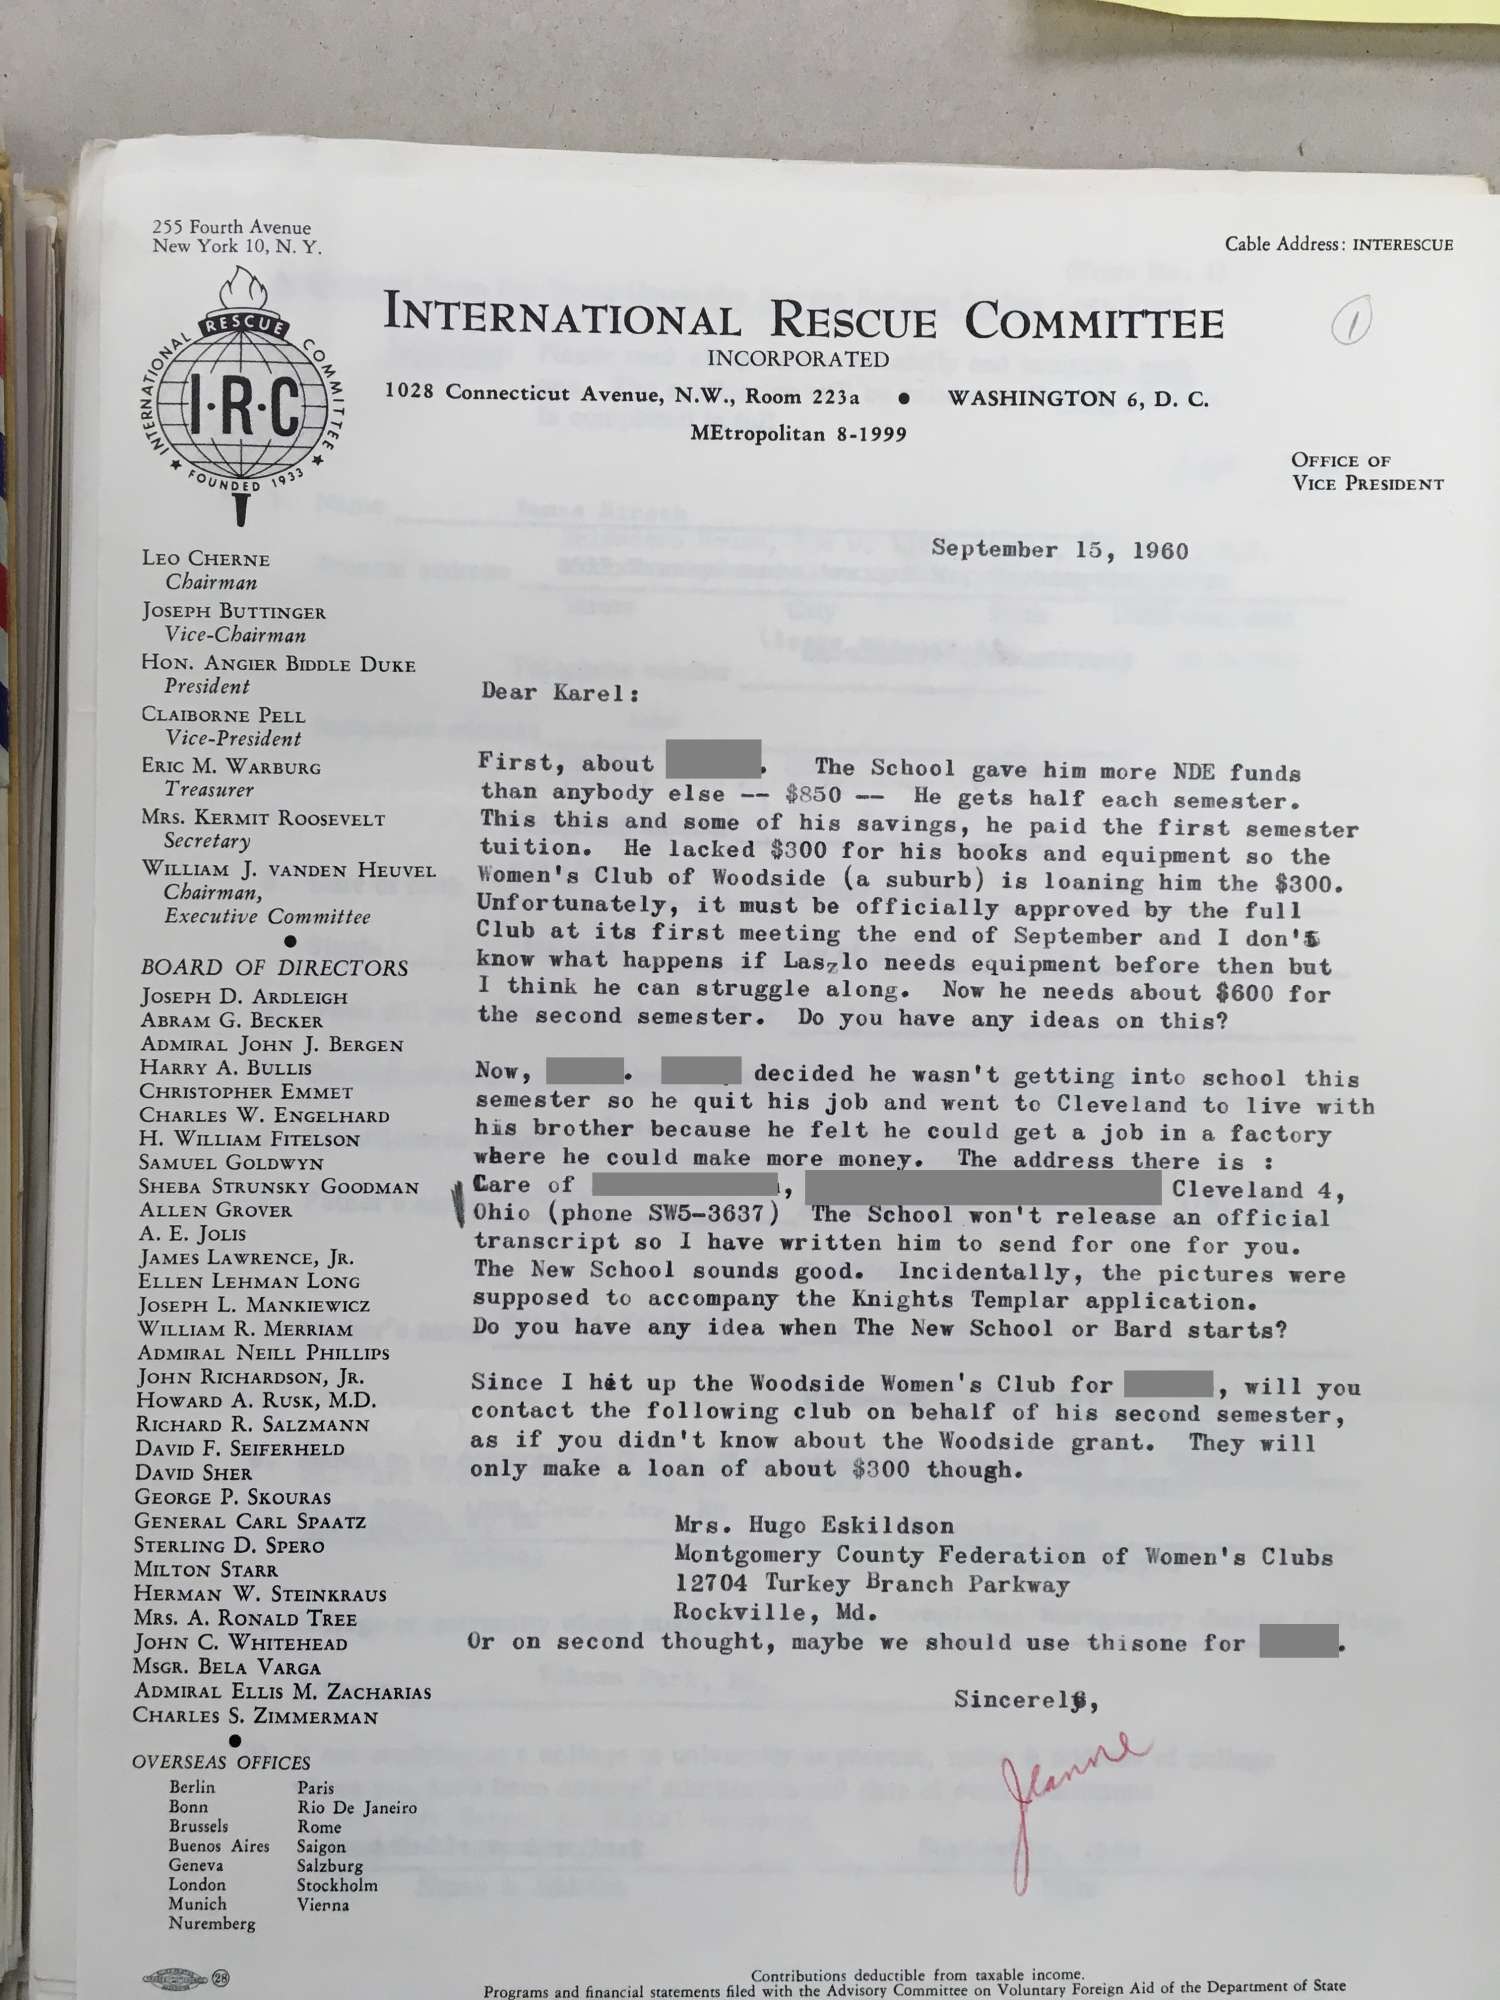 255 Fourth Avenue
New York 10, N. Y.
Cable Address: INTERESCUE
INTERNATIONAL RESCUE COMMITTEE
INCORPORATED
1028 Connecticut Avenue, N.W., Room 223a • WASHINGTON 6, D. C.
MEtropolitan 8-1999
1
INTERNATIONAL RESCUE COMMITTEE
I·R·C
FOUNDED 1933
OFFICE OF
VICE PRESIDENT
September 15, 1960
LEO CHERNE
Chairman
JOSEPH BUTTINGER
Vice-Chairman
HON. ANGIER BIDDLE DUKE
President
CLAIBORNE PELL
Vice-President
ERIC M. WARBURG
Treasurer
MRS. KERMIT ROOSEVELT
Secretary
WILLIAM J. VANDEN HEUVEL
Chairman,
Executive Committee
BOARD OF DIRECTORS
JOSEPH D. ARDLEIGH
ABRAM G. BECKER
ADMIRAL JOHN J. BERGEN
HARRY A. BULLIS
CHRISTOPHER EMMET
CHARLES W. ENGELHARD
H. WILLIAM FITELSON
SAMUEL GOLDWYN
SHEBA STRUNSKY GOODMAN
ALLEN GROVER
A. E. JOLIS
JAMES LAWRENCE, JR.
ELLEN LEHMAN LONG
JOSEPH L. MANKIEWICZ
WILLIAM R. MERRIAM
ADMIRAL NEILL PHILLIPS
JOHN RICHARDSON, JR.
HOWARD A. RUSK, M.D.
RICHARD R. SALZMANN
DAVID F. SEIFERHELD
DAVID SHER
GEORGE P. SKOURAS
GENERAL CARL SPAATZ
STERLING D. SPERO
MILTON STARR
HERMAN W. STEINKRAUS
MRS. A. RONALD TREE
JOHN C. WHITEHEAD
MSGR. BELA VARGA
ADMIRAL ELLIS M. ZACHARIAS
CHARLES S. ZIMMERMAN
OVERSEAS OFFICES
Berlin Paris
Bonn Rio De Janeiro
Brussels Rome
Buenos Aires Saigon
Geneva Salzburg
London Stockholm
Munich Vienna
Nuremberg
Dear Karel:
First, about . The School gave him more NDE funds
than anybody else -- $850 -- He gets half each semester.
This this and some of his savings, he paid the first semester
tuition. He lacked $300 for his books and equipment so the
Women's Club of Woodside (a suburb) is loaning him the $300.
Unfortunately, it must be officially approved by the full
Club at its first meeting the end of September and I don't
know what happens if Laszlo needs equipment before then but
I think he can struggle along. Now he needs about $600 for
the second semester. Do you have any ideas on this?
Now, . decided he wasn't getting into school this
semester so he quit his job and went to Cleveland to live with
his brother because he felt he could get a job in a factory
where he could make more money. The address there is :
Care of , Cleveland 4,
Ohio (phone SW5-3637) The School won't release an official
transcript so I have written him to send for one for you.
The New School sounds good. Incidentally, the pictures were
supposed to accompany the Knights Templar application.
Do you have any idea when The New School or Bard starts?
Since I hit up the Woodside Women's Club for , will you
contact the following club on behalf of his second semester,
as if you didn't know about the Woodside grant. They will
only make a loan of about $300 though.
Mrs. Hugo Eskildson
Montgomery County Federation of Women's Clubs
12704 Turkey Branch Parkway
Rockville, Md.
Or on second thought, maybe we should use thisone for .
Sincerely,
Jeanne
28
Contributions deductible from taxable income.
Programs and financial statements filed with the Advisory Committee on Voluntary Foreign Aid of the Department of State